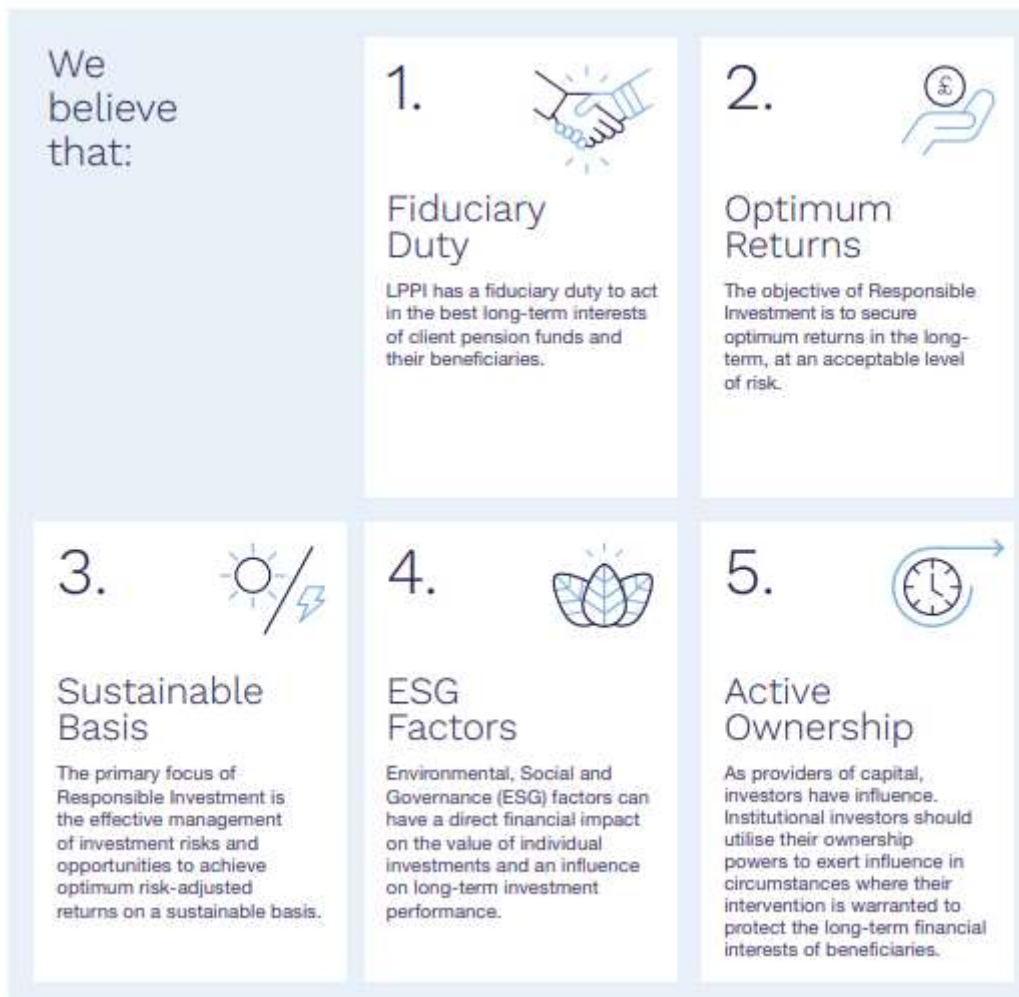 We
believe
that:
1.
Fiduciary
Duty
LPPI has a fiduciary duty to act
in the best long-term interests
of client pension funds and
their beneficiaries.
2.
£
Optimum
Returns
The objective of Responsible
Investment is to secure
optimum returns in the long-
term, at an acceptable level
of risk.
3.
Sustainable
Basis
The primary focus of
Responsible Investment is
the effective management
of investment risks and
opportunities to achieve
optimum risk-adjusted
returns on a sustainable basis.
4.
ESG
Factors
Environmental, Social and
Governance (ESG) factors can
have a direct financial impact
on the value of individual
investments and an influence
on long-term investment
performance.
5.
Active
Ownership
As providers of capital,
investors have influence.
Institutional investors should
utilise their ownership
powers to exert influence in
circumstances where their
intervention is warranted to
protect the long-term financial
interests of beneficiaries.